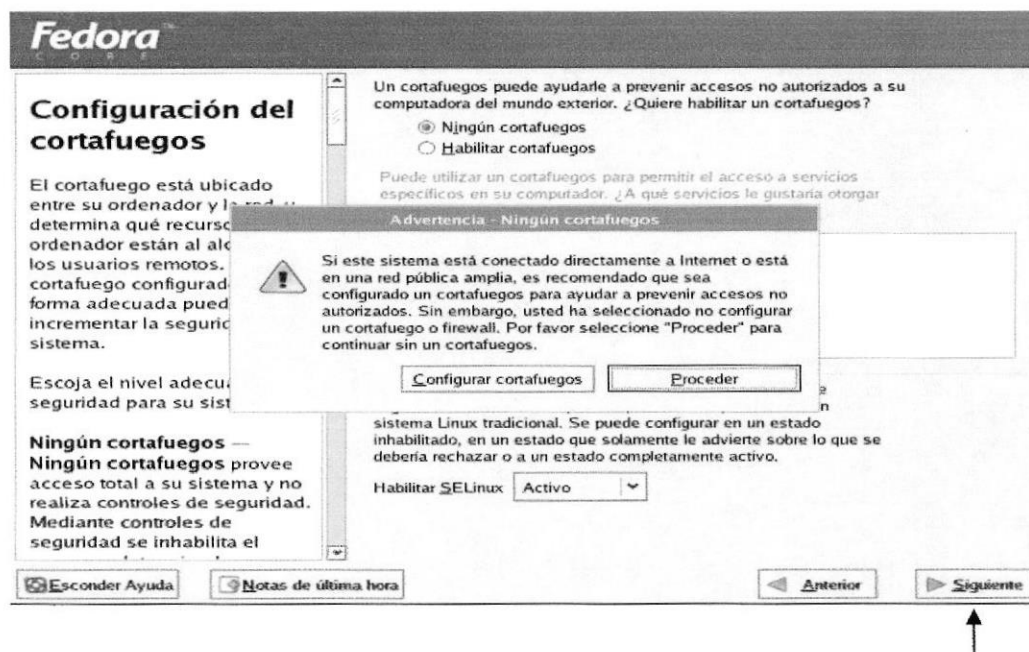 Fedora
CORE
Configuración del
cortafuegos
El cortafuego está ubicado
entre su ordenador y la red, y
determina qué recurso
ordenador están al alc
los usuarios remotos.
cortafuego configurad
forma adecuada pued
incrementar la seguric
sistema.
Escoja el nivel adecu
seguridad para su sist
Ningún cortafuegos —
Ningún cortafuegos provee
acceso total a su sistema y no
realiza controles de seguridad.
Mediante controles de
seguridad se inhabilita el
Un cortafuegos puede ayudarle a prevenir accesos no autorizados a su
computadora del mundo exterior. ¿Quiere habilitar un cortafuegos?
Ningún cortafuegos
Habilitar cortafuegos
Puede utilizar un cortafuegos para permitir el acceso a servicios
específicos en su computador. ¿A qué servicios le gustaría otorgar
Advertencia - Ningún cortafuegos
Si este sistema está conectado directamente a Internet o está
en una red pública amplia, es recomendado que sea
configurado un cortafuegos para ayudar a prevenir accesos no
autorizados. Sin embargo, usted ha seleccionado no configurar
un cortafuego o firewall. Por favor seleccione "Proceder" para
continuar sin un cortafuegos.
Configurar cortafuegos
Proceder
sistema Linux tradicional. Se puede configurar en un estado
inhabilitado, en un estado que solamente le advierte sobre lo que se
debería rechazar o a un estado completamente activo.
Habilitar SELinux Activo
Esconder Ayuda
Notas de última hora
Anterior
Siguiente